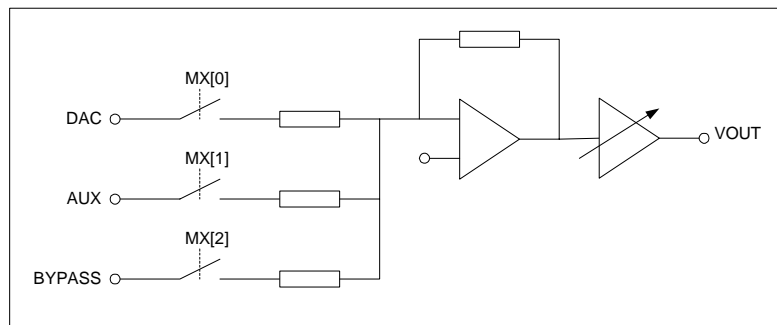 MX[0]
DAC
MX[1]
AUX
MX[2]
BYPASS
VOUT